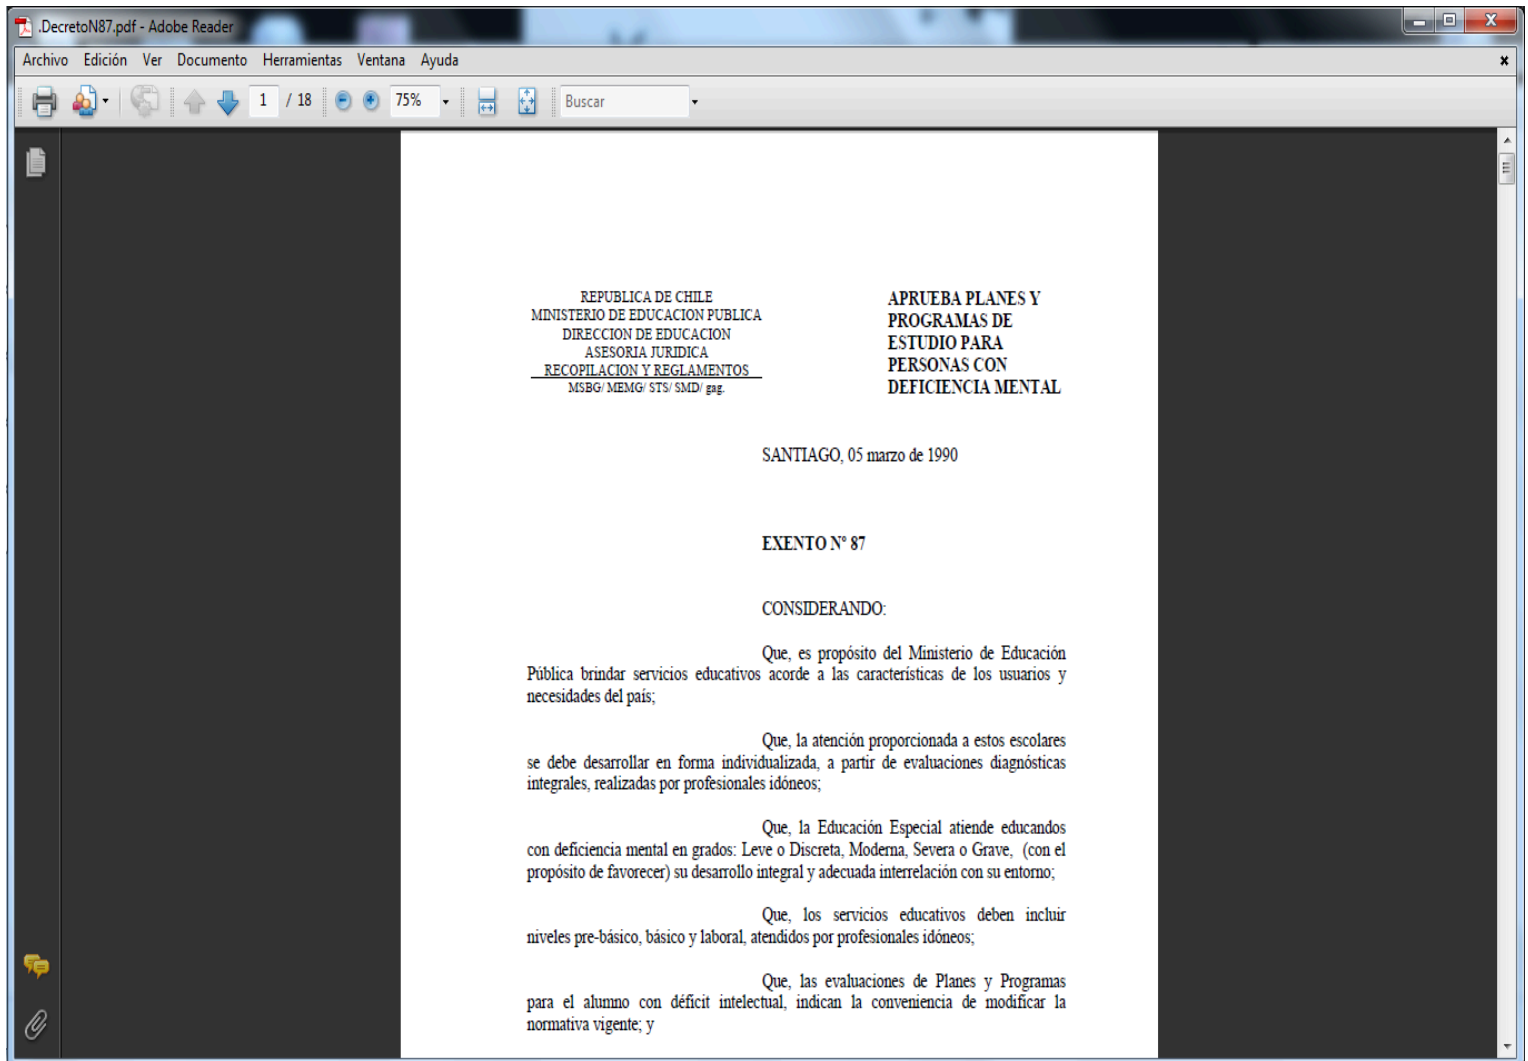 .DecretoN87.pdf - Adobe Reader
Archivo Edición Ver Documento Herramientas Ventana Ayuda
1 / 18 75% Buscar
REPUBLICA DE CHILE
MINISTERIO DE EDUCACION PUBLICA
DIRECCION DE EDUCACION
ASESORIA JURIDICA
RECOPILACION Y REGLAMENTOS
MSBG/ MEMG/ STS/ SMD/ gag.
APRUEBA PLANES Y
PROGRAMAS DE
ESTUDIO PARA
PERSONAS CON
DEFICIENCIA MENTAL
SANTIAGO, 05 marzo de 1990
EXENTO Nº 87
CONSIDERANDO:
Que, es propósito del Ministerio de Educación
Pública brindar servicios educativos acorde a las características de los usuarios y
necesidades del país;
Que, la atención proporcionada a estos escolares
se debe desarrollar en forma individualizada, a partir de evaluaciones diagnósticas
integrales, realizadas por profesionales idóneos;
Que, la Educación Especial atiende educandos
con deficiencia mental en grados: Leve o Discreta, Moderna, Severa o Grave, (con el
propósito de favorecer) su desarrollo integral y adecuada interrelación con su entorno;
Que, los servicios educativos deben incluir
niveles pre-básico, básico y laboral, atendidos por profesionales idóneos;
Que, las evaluaciones de Planes y Programas
para el alumno con déficit intelectual, indican la conveniencia de modificar la
normativa vigente; y